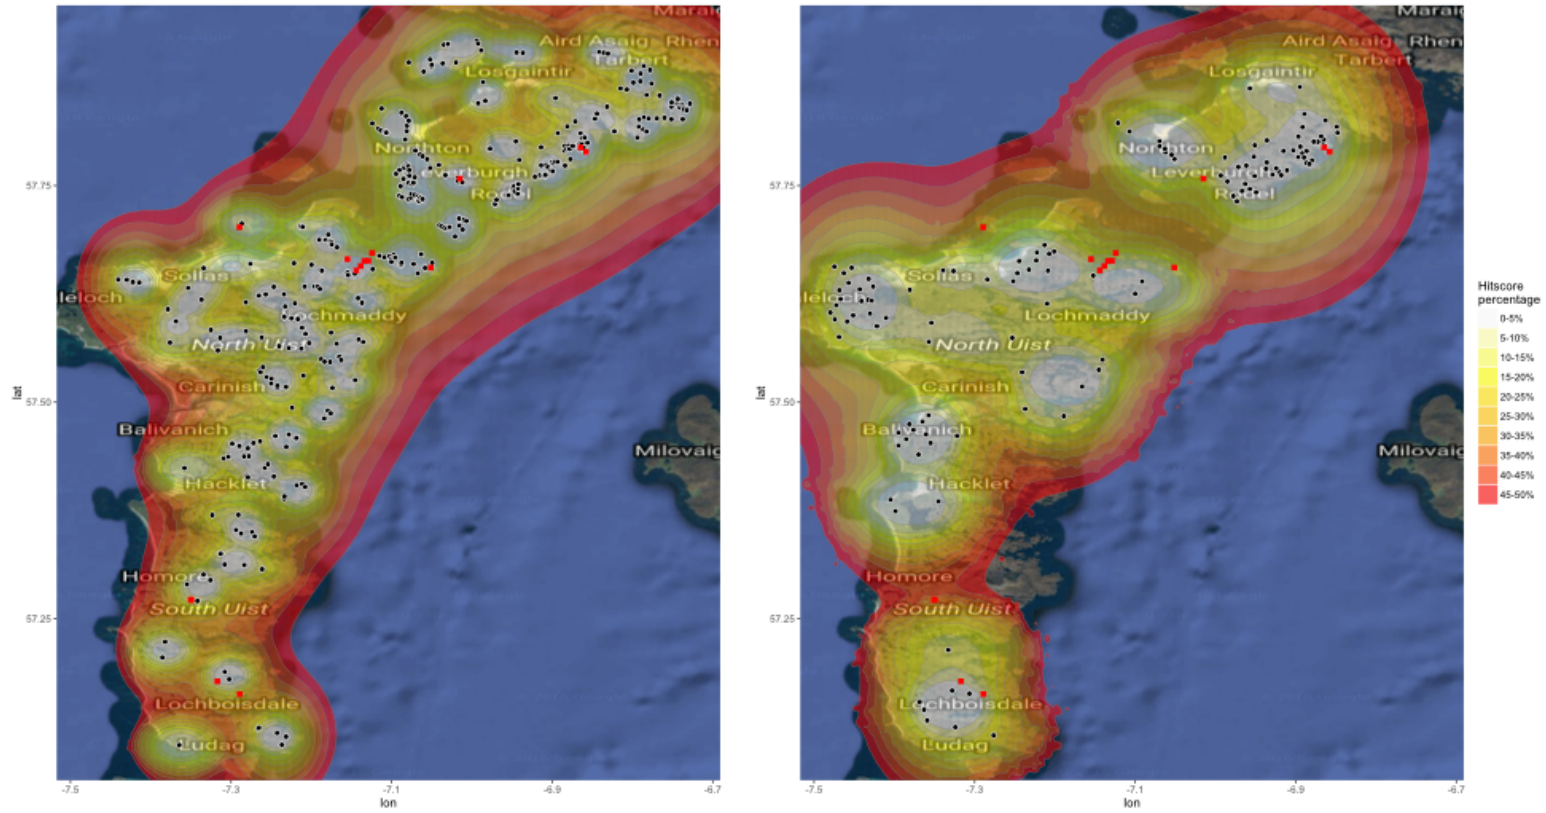 Maraig
Aird Asaig
Rhen
Tarbert
Losgaintir
Northton
Leverburgh
Rodel
Sollas
leloch
Lochmaddy
North Uist
Carinish
Balivanich
Hacklet
Milovaig
Homore
South Uist
Lochboisdale
Ludag
57.75
57.50
57.25
lat
-7.5
-7.3
-7.1
-6.9
-6.7
lon
Maraig
Aird Asaig
Rhen
Tarbert
Losgaintir
Northton
Leverburgh
Rodel
Sollas
leloch
Lochmaddy
North Uist
Carinish
Balivanich
Hacklet
Milovaig
Homore
South Uist
Lochboisdale
Ludag
57.75
57.50
57.25
lat
-7.5
-7.3
-7.1
-6.9
-6.7
lon
Hitscore
percentage
0-5%
5-10%
10-15%
15-20%
20-25%
25-30%
30-35%
35-40%
40-45%
45-50%